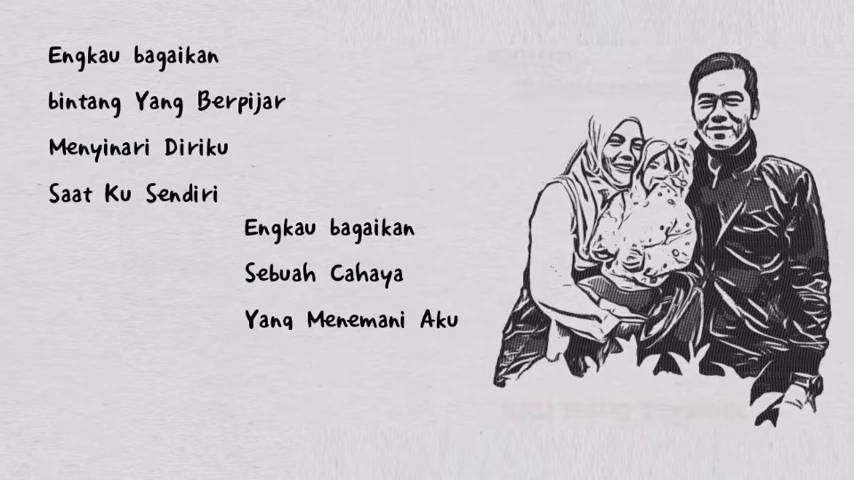 Engkau bagaikan
bintang Yang Berpijar
Menyinari Diriku
Saat Ku Sendiri
Engkau bagaikan
Sebuah Cahaya
Yang Menemani Aku